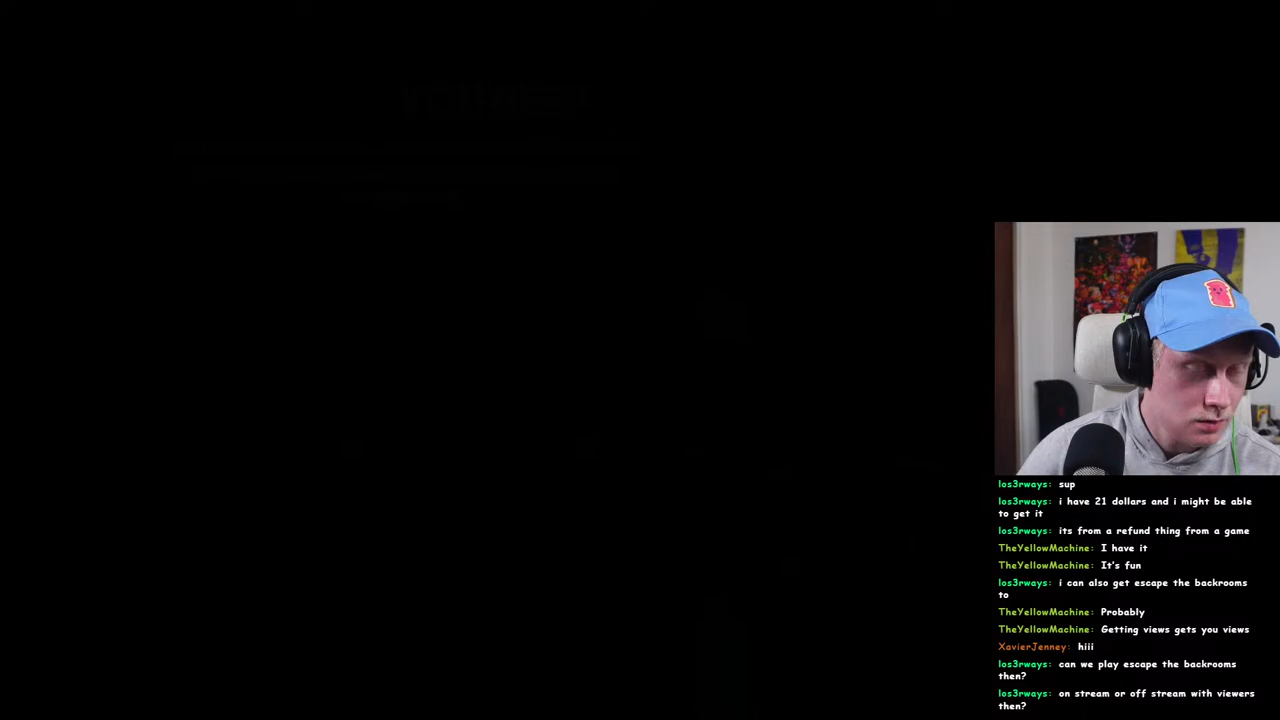 los3rways: sup
los3rways: i have 21 dollars and i might be able
to get it
los3rways: its from a refund thing from a game
TheYellowMachine: I have it
TheYellowMachine: It's fun
los3rways: i can also get escape the backrooms
to
TheYellowMachine: Probably
TheYellowMachine: Getting views gets you views
XavierJenney: hiii
los3rways: can we play escape the backrooms
then?
los3rways: on stream or off stream with viewers
then?